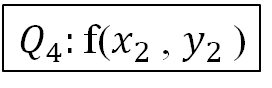 Q₄: f(x₂ , y₂ )